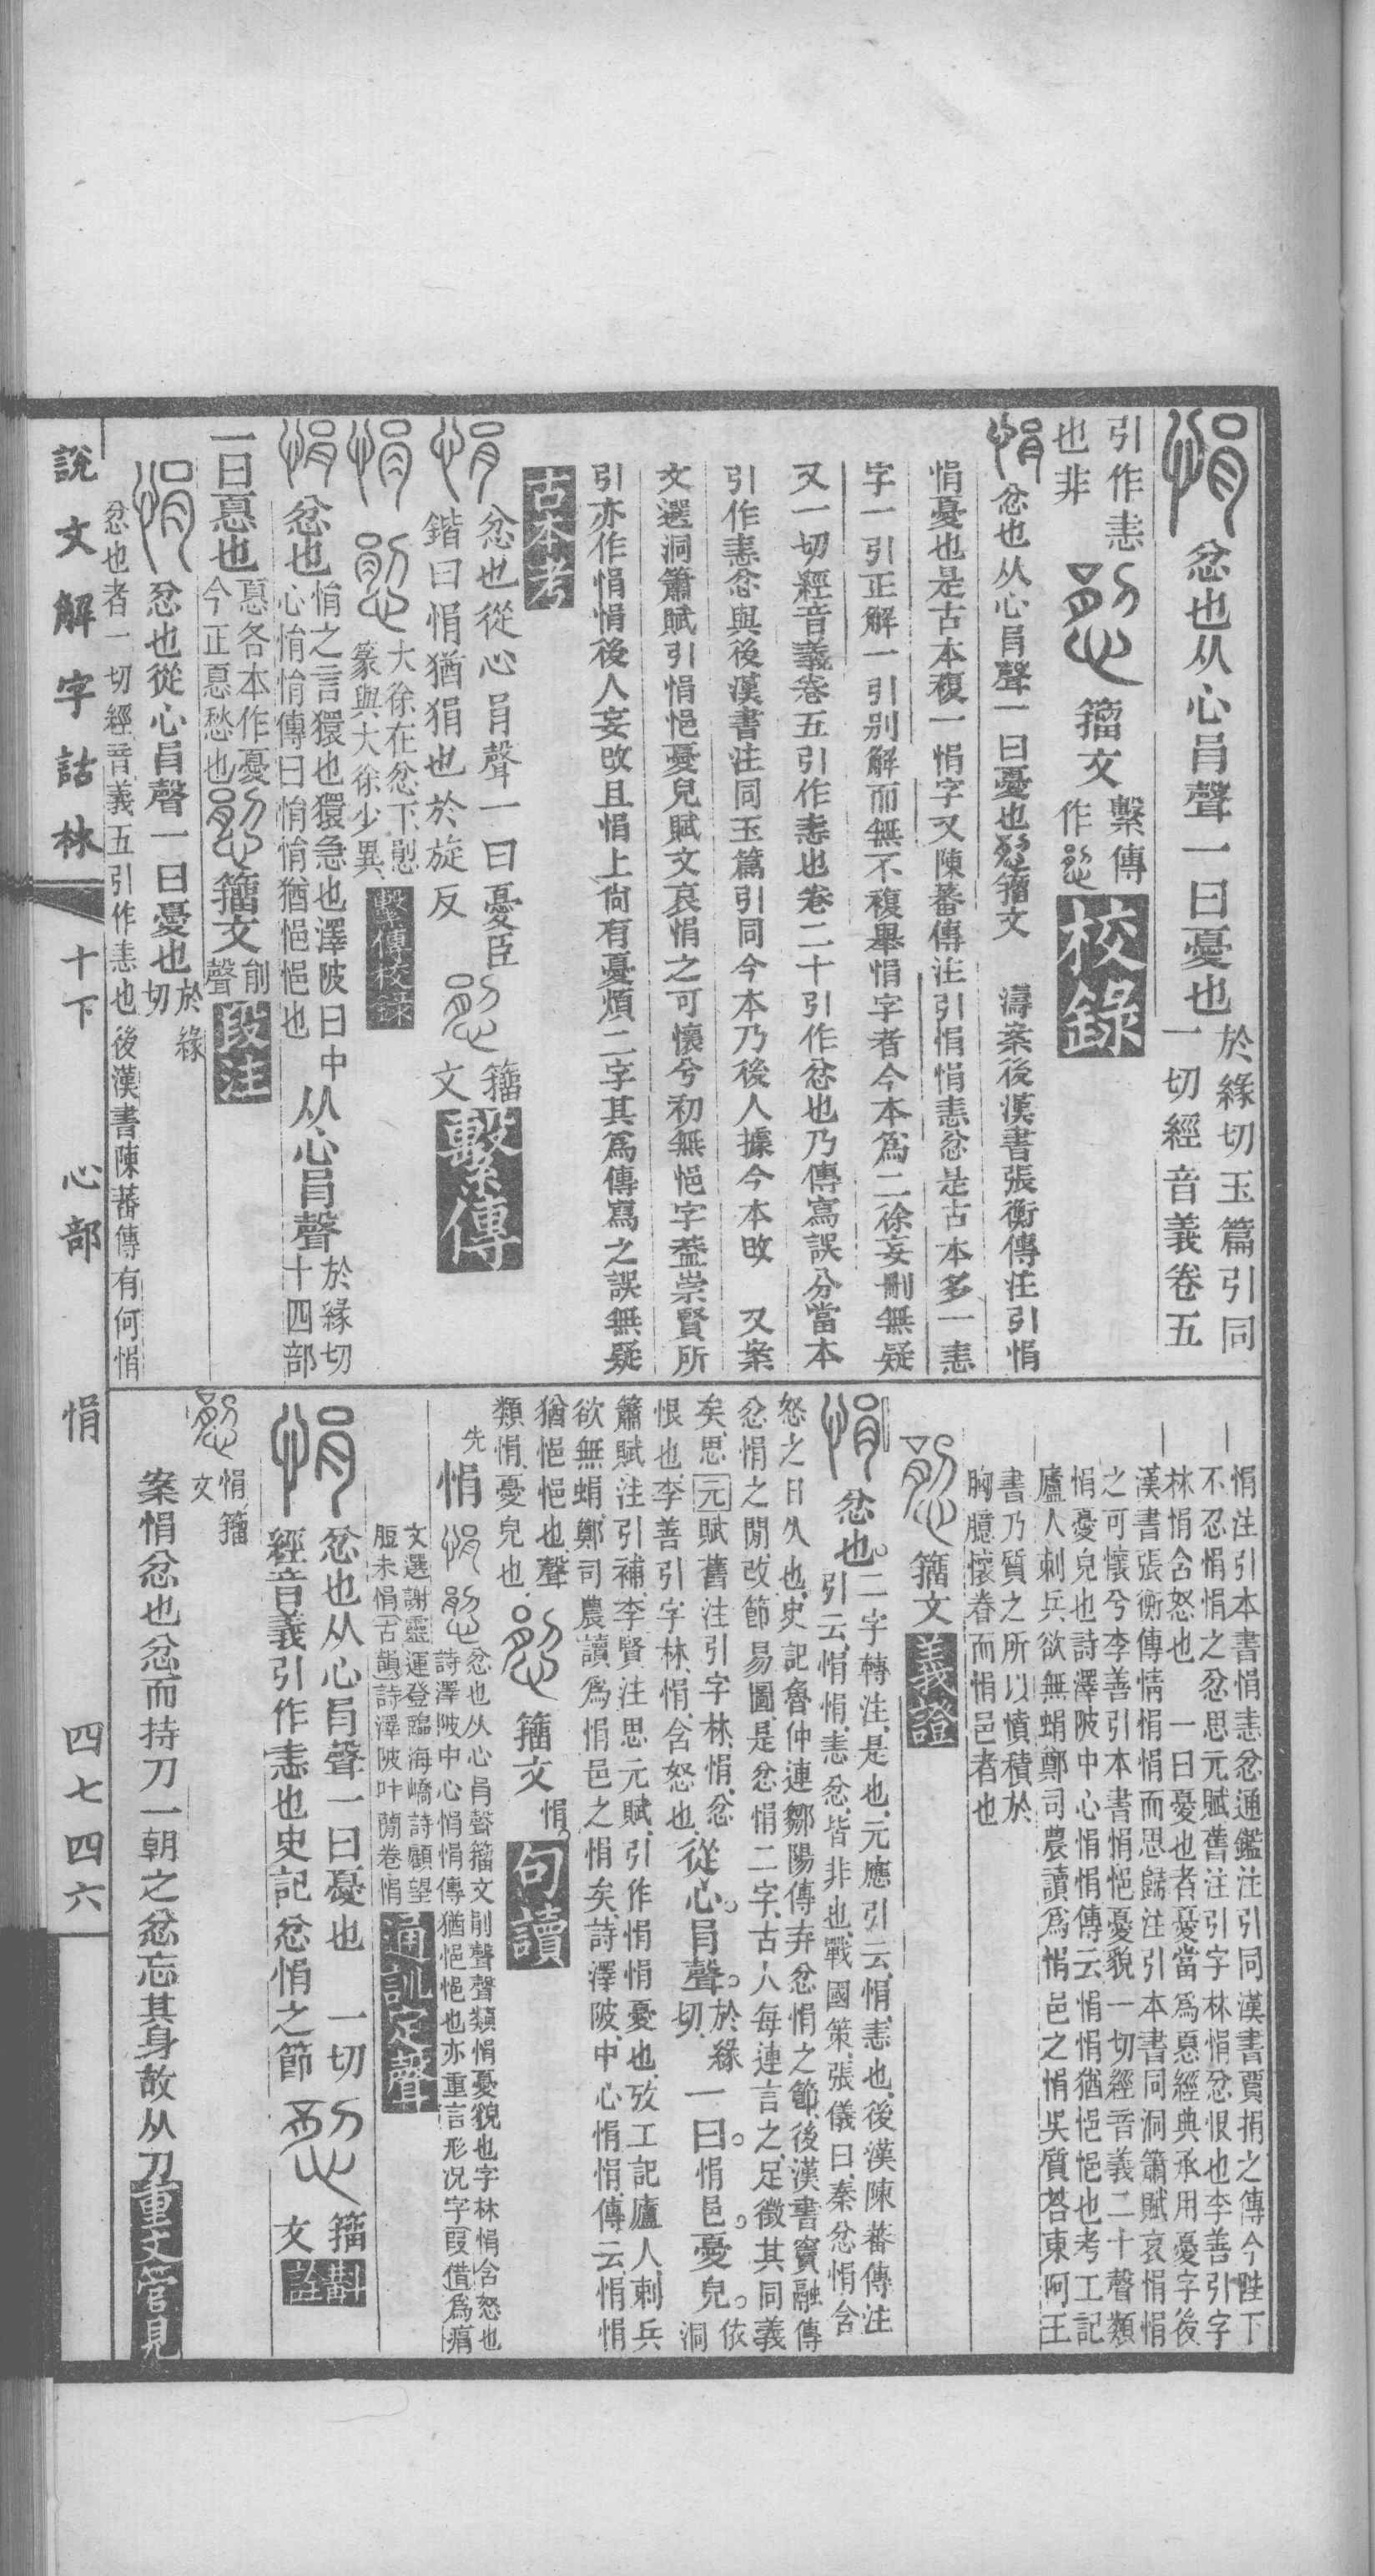 悁忿也从心肙聲一曰憂也於緣切玉篇引同
一切經音義卷五
引作恚
也非
籀文繫傳
作
校錄
悁忿也从心肙聲一曰憂也籀文　濤案後漢書張衡傳注引悁
悁憂也是古本複一悁字又陳蕃傳注引悁悁恚忿是古本多一恚
字一引正解一引别解而無不複舉悁字者今本爲二徐妄刪無疑
又一切經音義卷五引作恚也卷二十引作忿也乃傳寫誤分當本
引作恚忿與後漢書注同玉篇引同今本乃後人據今本改　又案
文選洞簫賦引悁悒憂皃賦文哀悁之可懷兮初無悒字葢崇賢所
引亦作悁悁後人妄改且悁上尙有憂煩二字其爲傳寫之誤無疑
古本考
悁忿也從心肙聲一曰憂臣
鍇曰悁猶狷也於旋反
籀
文
繫傳
悁大徐在忿下剈
篆與大徐少異
繫傳校錄
悁忿也悁之言獧也獧急也澤陂曰中
心悁悁傳曰悁悁猶悒悒也
从心肙聲於緣切
十四部
一曰惪也惪各本作憂
今正惪愁也
籀文剈
聲
段注
悁忿也從心肙聲一曰憂也於緣
切
忿也者一切經音義五引作恚也後漢書陳蕃傳有何悁
悁注引本書悁恚忿通鑑注引同漢書賈捐之傳今陛下
不忍悁悁之忿思元賦舊注引字林悁忿恨也李善引字
林悁含怒也　一曰憂也者憂當爲惪經典承用憂字後
漢書張衡傳情悁悁而思歸注引本書同洞簫賦哀悁悁
之可懷兮李善引本書悁悒憂貌一切經音義二十聲類
悁憂皃也詩澤陂中心悁悁傳云悁悁猶悒悒也考工記
廬人刺兵欲無蜎鄭司農讀爲悁邑之悁吳質荅東阿王
書乃質之所以憤積於
胸臆懷眷而悁邑者也
籀文
義證
悁忿也二字轉注是也元應引云悁恚也後漢陳蕃傳注
引云悁悁恚忿皆非也戰國策張儀曰秦忿悁含
怒之日久也史記魯仲連鄒陽傳弃忿悁之節後漢書竇融傳
忿悁之閒改節易圖是忿悁二字古人每連言之足徵其同義
矣思元賦舊注引字林悁忿
恨也李善引字林悁含怒也
從心肙聲於緣
切
一曰悁邑憂皃依
洞
簫賦注引補李賢注思元賦引作悁悁憂也攷工記廬人刺兵
欲無蜎鄭司農讀爲悁邑之悁矣詩澤陂中心悁悁傳云悁悁
猶悒悒也聲
類悁憂皃也
籀文悁
句讀
先
悁忿也从心肙聲籀文剈聲聲類悁憂貌也字林悁含怒也
詩澤陂中心悁悁傳猶悒悒也亦重言形况字叚借爲痟
文選謝靈運登臨海嶠詩顧望
脰未悁古韻詩澤陂叶蕳卷悁
通訓定聲
悁忿也从心肙聲一曰憂也　一切
經音義引作恚也史記忿悁之節
籀
文
斠
詮
悁籀
文
案悁忿也忿而持刀一朝之忿忘其身故从刀
重文管見
說文解字詁林　十下　心部　悁　四七四六